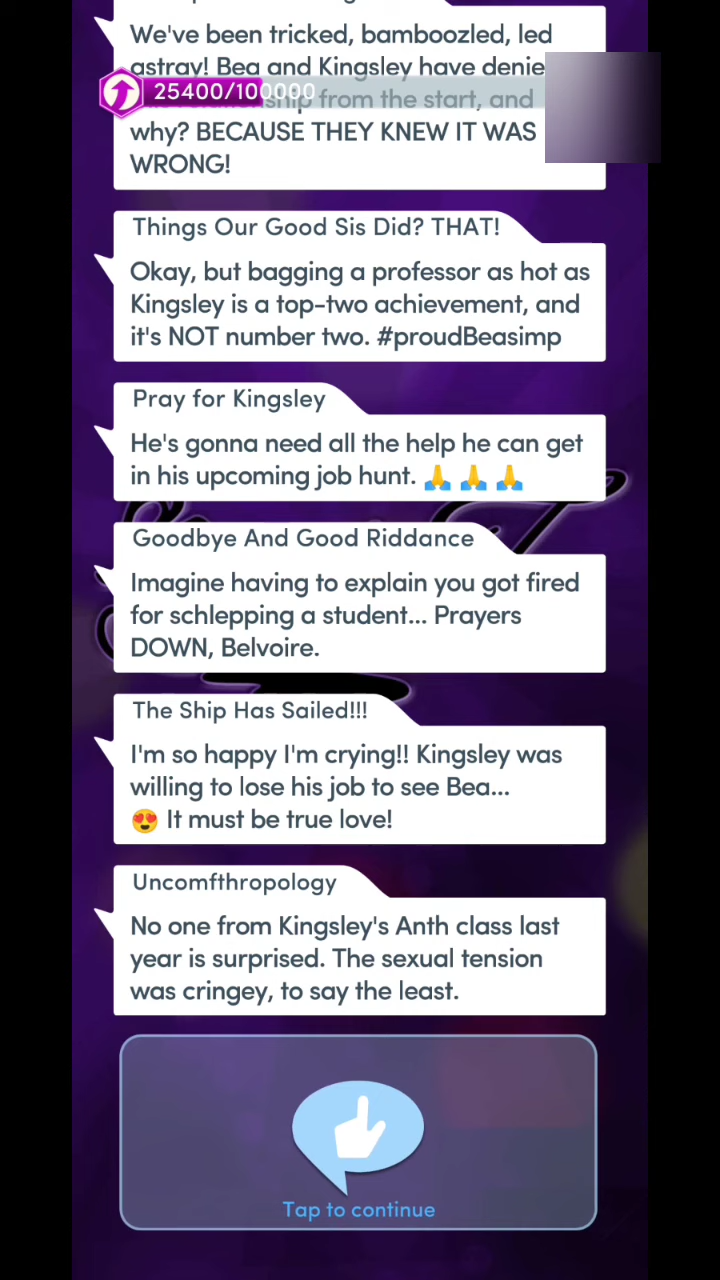 We've been tricked, bamboozled, led
astray! Bea and Kingsley have denie
25400/100000
ship from the start, and
why? BECAUSE THEY KNEW IT WAS
WRONG!
Things Our Good Sis Did? THAT!
Okay, but bagging a professor as hot as
Kingsley is a top-two achievement, and
it's NOT number two. #proudBeasimp
Pray for Kingsley
He's gonna need all the help he can get
in his upcoming job hunt. 🙏 🙏 🙏
Goodbye And Good Riddance
Imagine having to explain you got fired
for schlepping a student... Prayers
DOWN, Belvoire.
The Ship Has Sailed!!!
I'm so happy I'm crying!! Kingsley was
willing to lose his job to see Bea...
😍 It must be true love!
Uncomfthropology
No one from Kingsley's Anth class last
year is surprised. The sexual tension
was cringey, to say the least.
Tap to continue